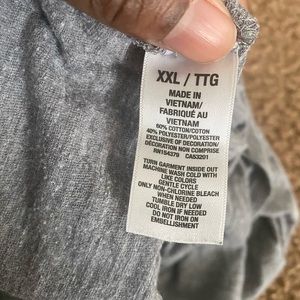 XXL / TTG
MADE IN
VIETNAM/
FABRIQUÉ AU
VIETNAM
60% COTTON/COTON
40% POLYESTER/POLYESTER
EXCLUSIVE OF DECORATION/
DÉCORATION NON COMPRISE
RN154379 CA53201
TURN GARMENT INSIDE OUT
MACHINE WASH COLD WITH
LIKE COLORS
GENTLE CYCLE
ONLY NON-CHLORINE BLEACH
WHEN NEEDED
TUMBLE DRY LOW
COOL IRON IF NEEDED
DO NOT IRON ON
EMBELLISHMENT